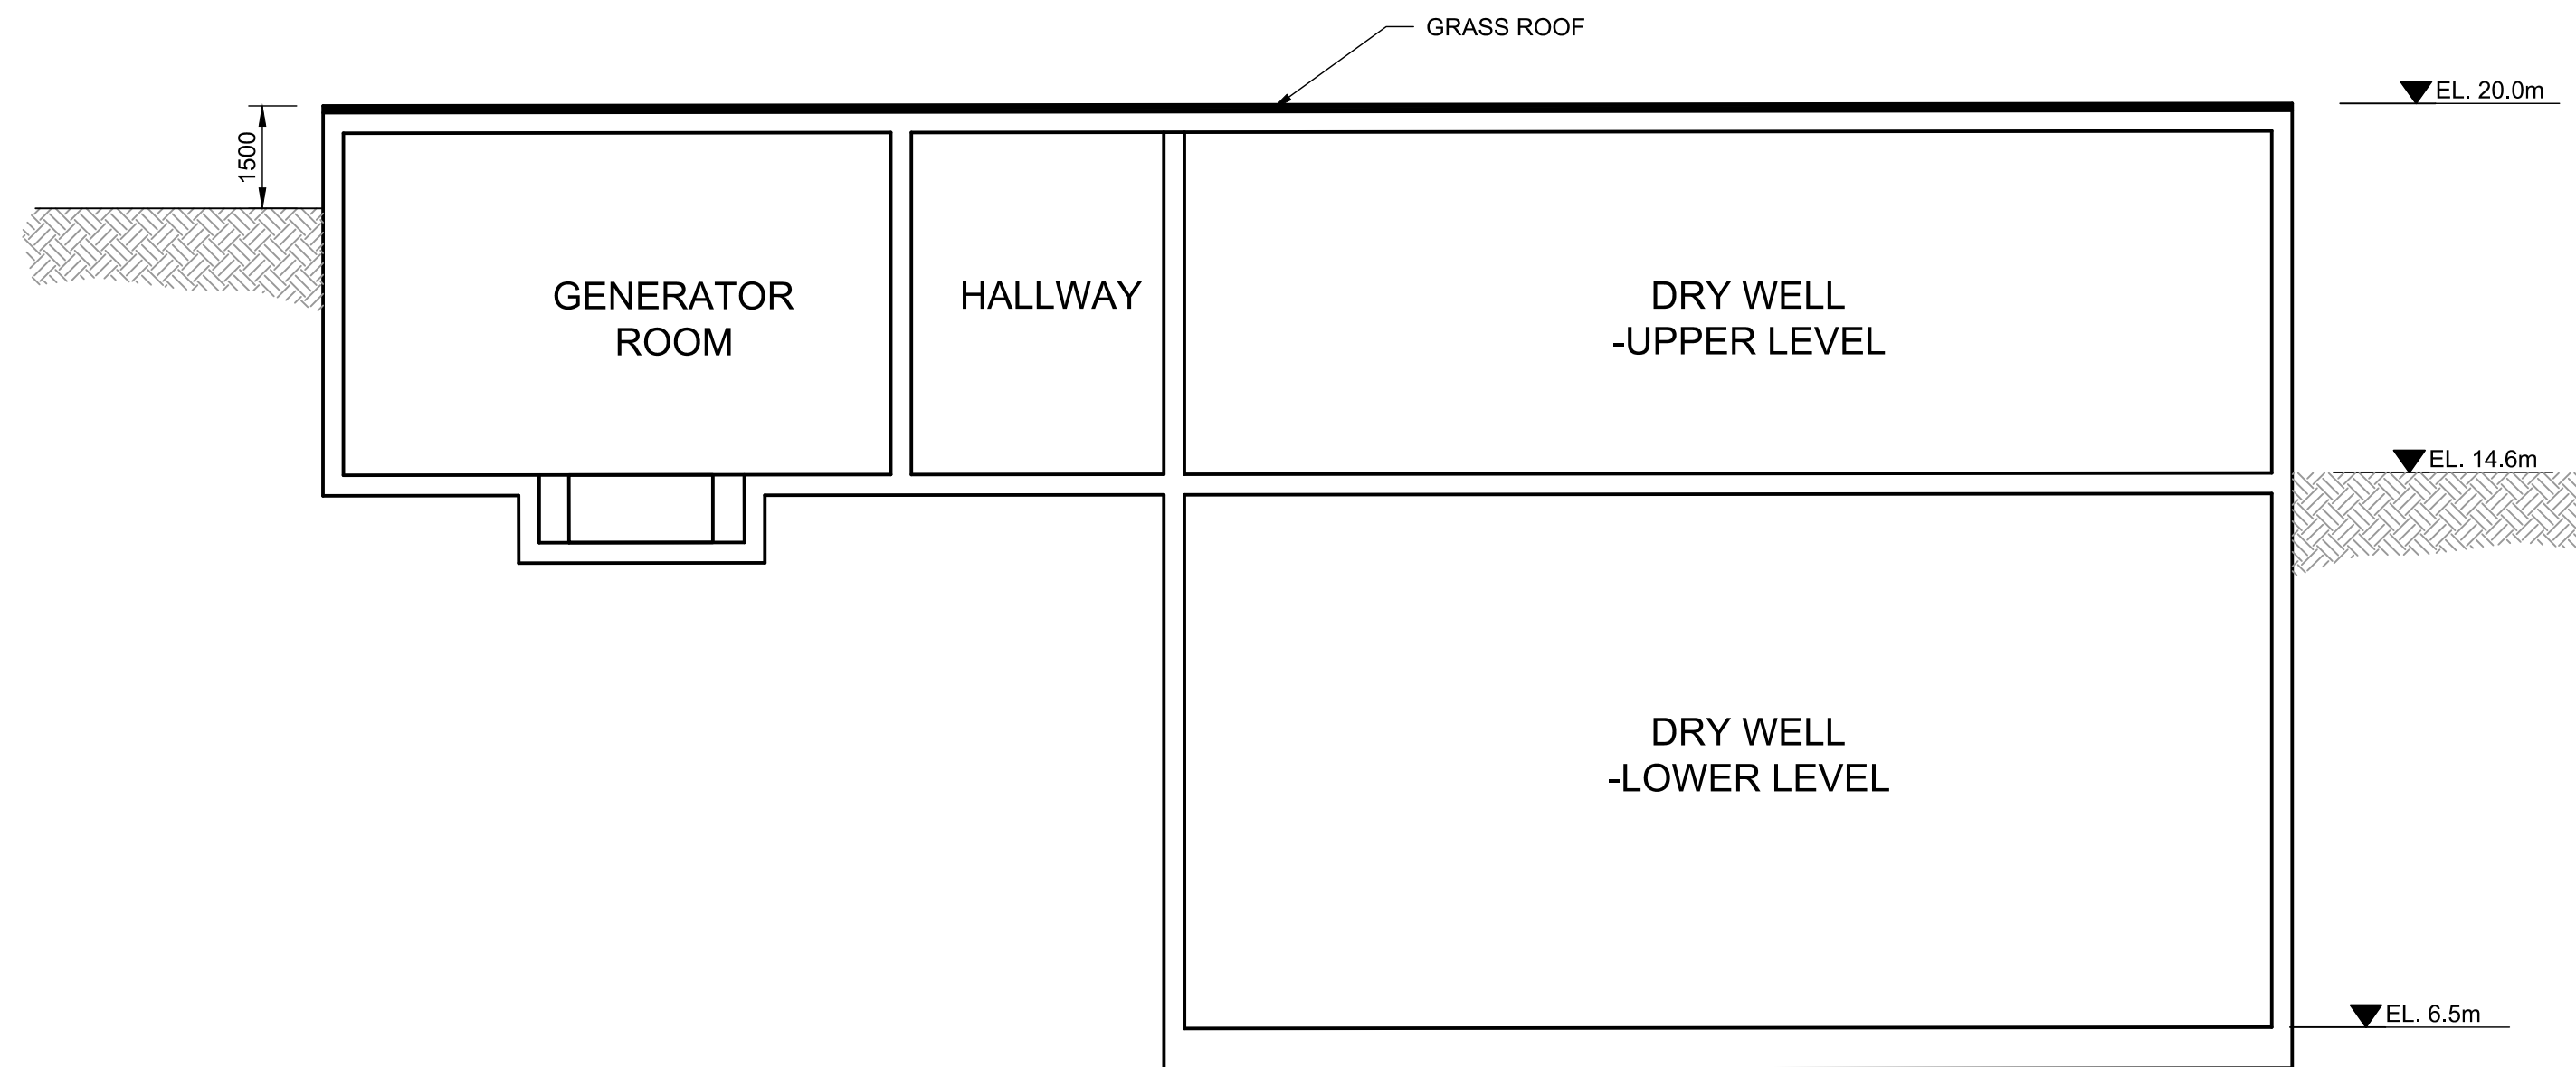 GRASS ROOF
EL. 20.0m
1500
GENERATOR
ROOM
HALLWAY
DRY WELL
-UPPER LEVEL
EL. 14.6m
DRY WELL
-LOWER LEVEL
EL. 6.5m